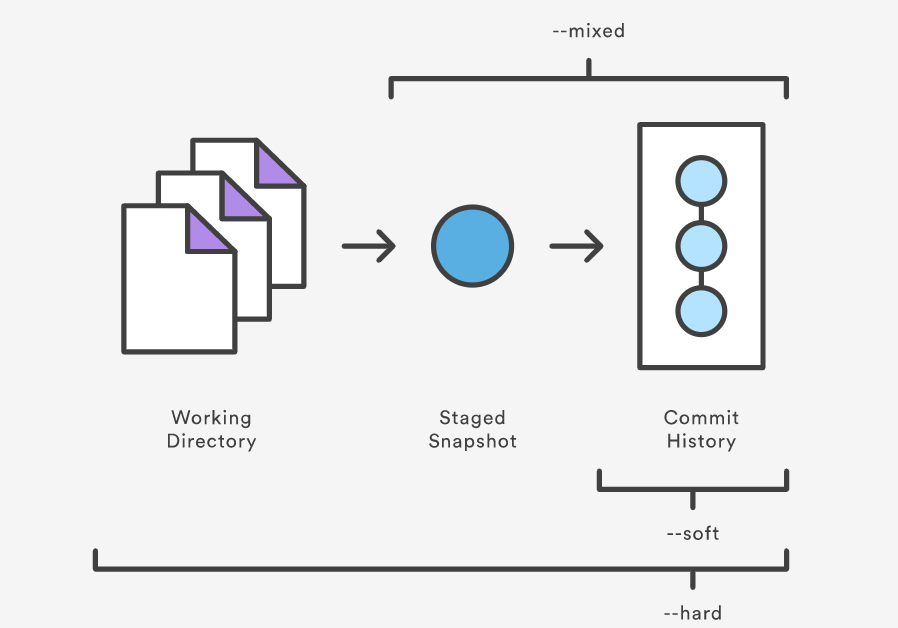 --mixed
Working
Directory
Staged
Snapshot
Commit
History
--soft
--hard